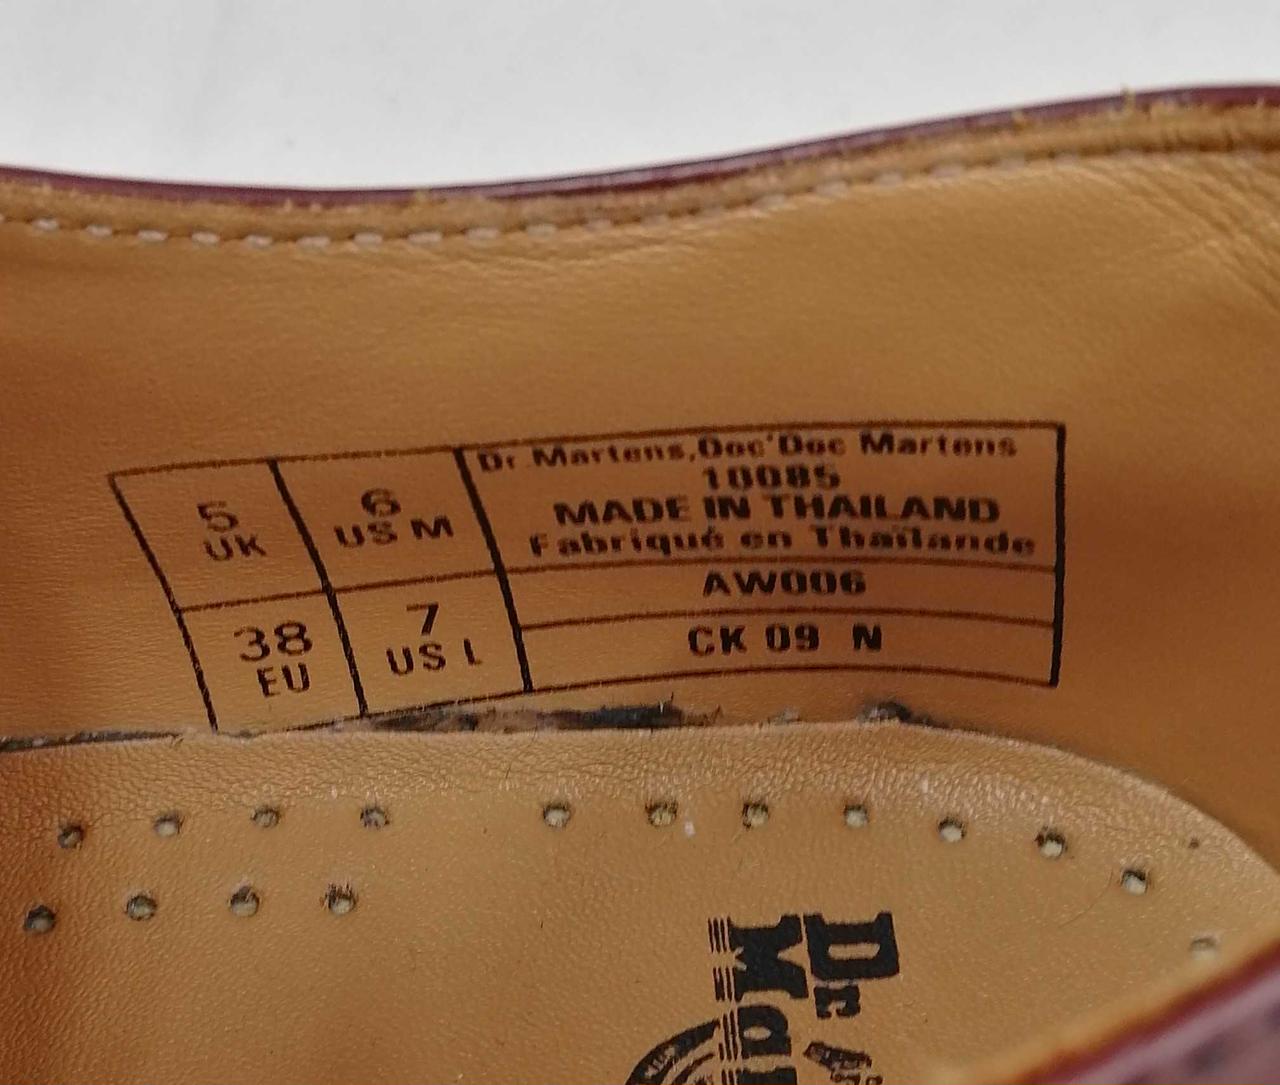 5
UK
6
US M
38
EU
7
US L
Dr.Martens,Doc'Doc Martens
10085
MADE IN THAILAND
Fabriqué en Thaïlande
AW006
CK 09 N
Dr